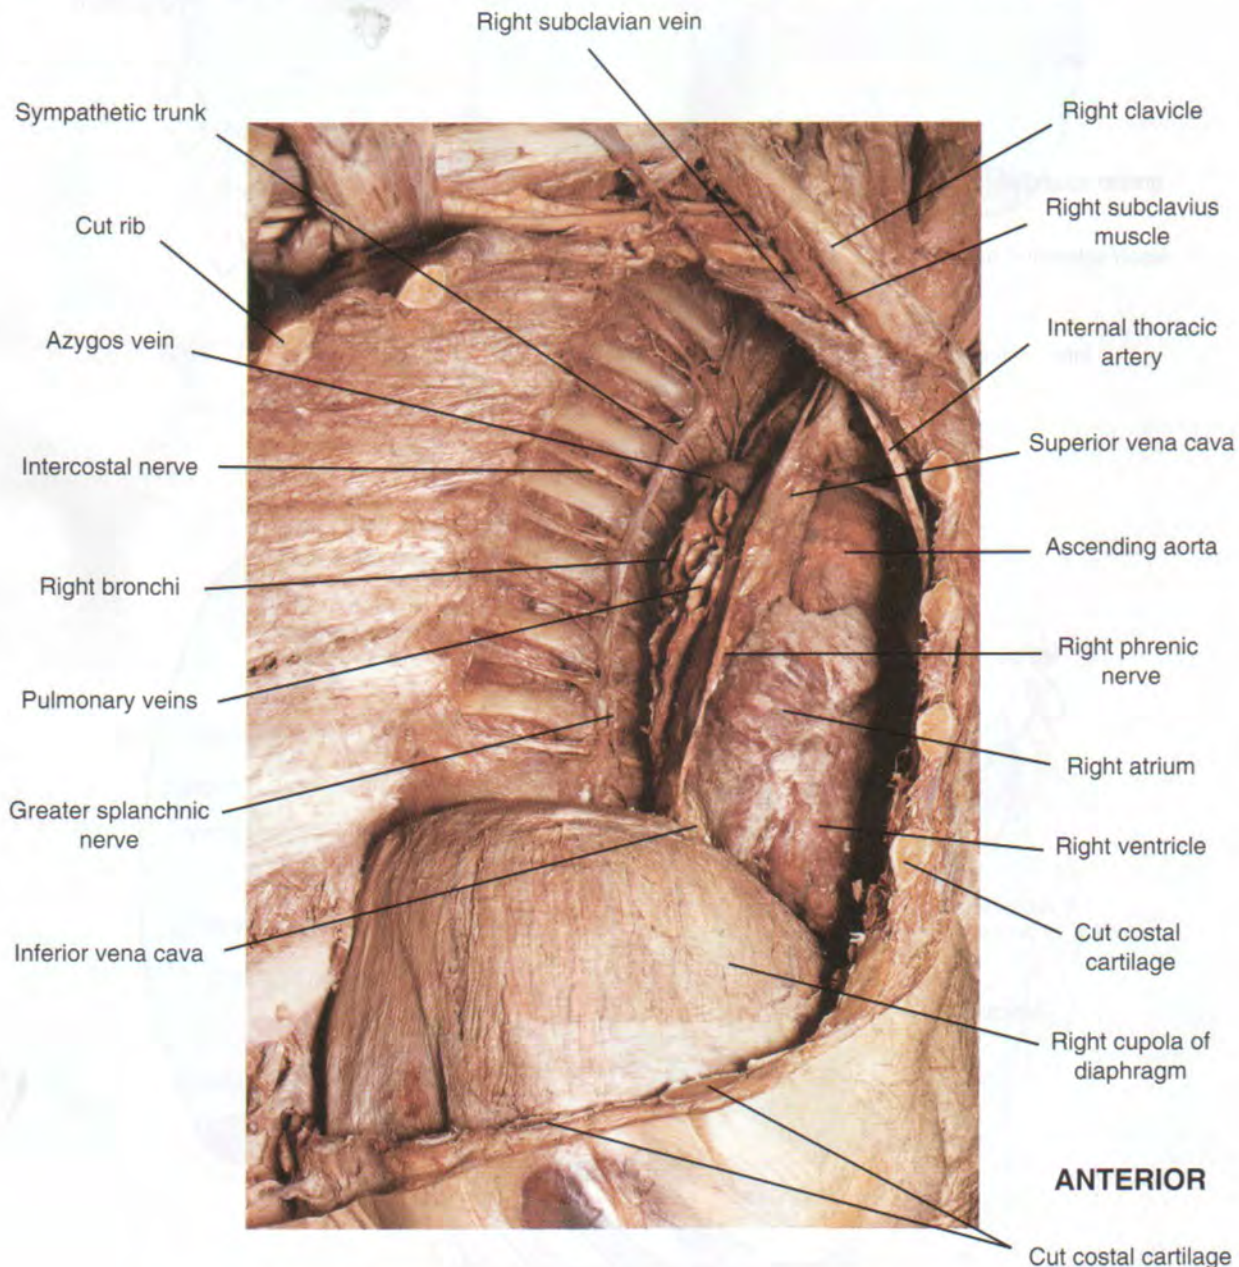 Right subclavian vein
Sympathetic trunk
Right clavicle
Cut rib
Right subclavius
muscle
Azygos vein
Internal thoracic
artery
Intercostal nerve
Superior vena cava
Right bronchi
Ascending aorta
Pulmonary veins
Right phrenic
nerve
Greater splanchnic
nerve
Right atrium
Right ventricle
Inferior vena cava
Cut costal
cartilage
Right cupola of
diaphragm
ANTERIOR
Cut costal cartilage